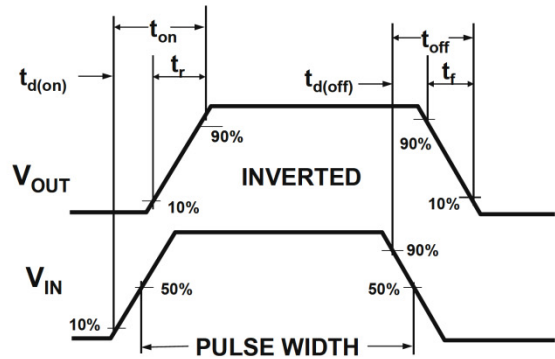 t_on
t_off
t_d(on)
t_r
t_d(off)
t_f
90%
90%
V_OUT
INVERTED
10%
10%
90%
V_IN
50%
50%
10%
PULSE WIDTH